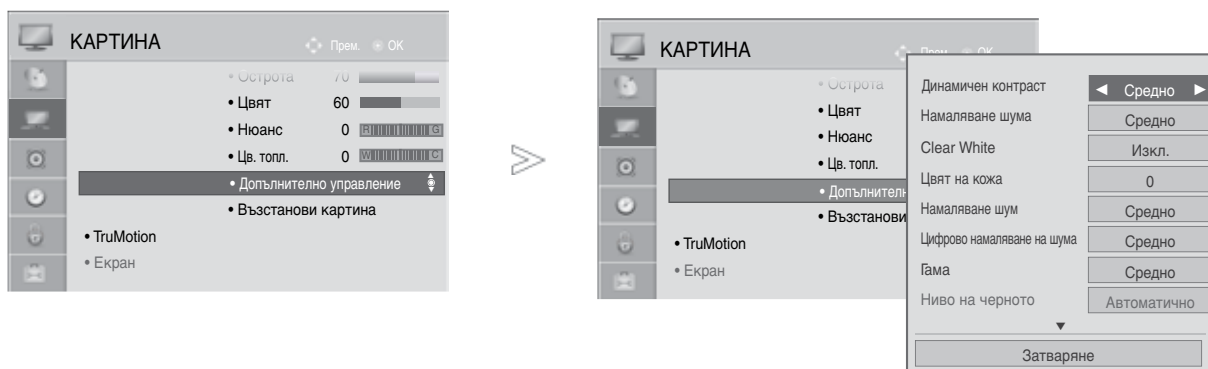 КАРТИНА
Прем. OK
• Острота 70
• Цвят 60
• Нюанс 0 R G
• Цв. топл. 0 W C
• Допълнително управление
• Възстанови картина
• TruMotion
• Екран
КАРТИНА
Прем. OK
• Острота
• Цвят
• Нюанс
• Цв. топл.
• Допълнителн
• Възстанови
• TruMotion
• Екран
Динамичен контраст ◄ Средно ►
Намаляване шума Средно
Clear White Изкл.
Цвят на кожа 0
Намаляване шум Средно
Цифрово намаляване на шума Средно
Гама Средно
Ниво на черното Автоматично
▼
Затваряне